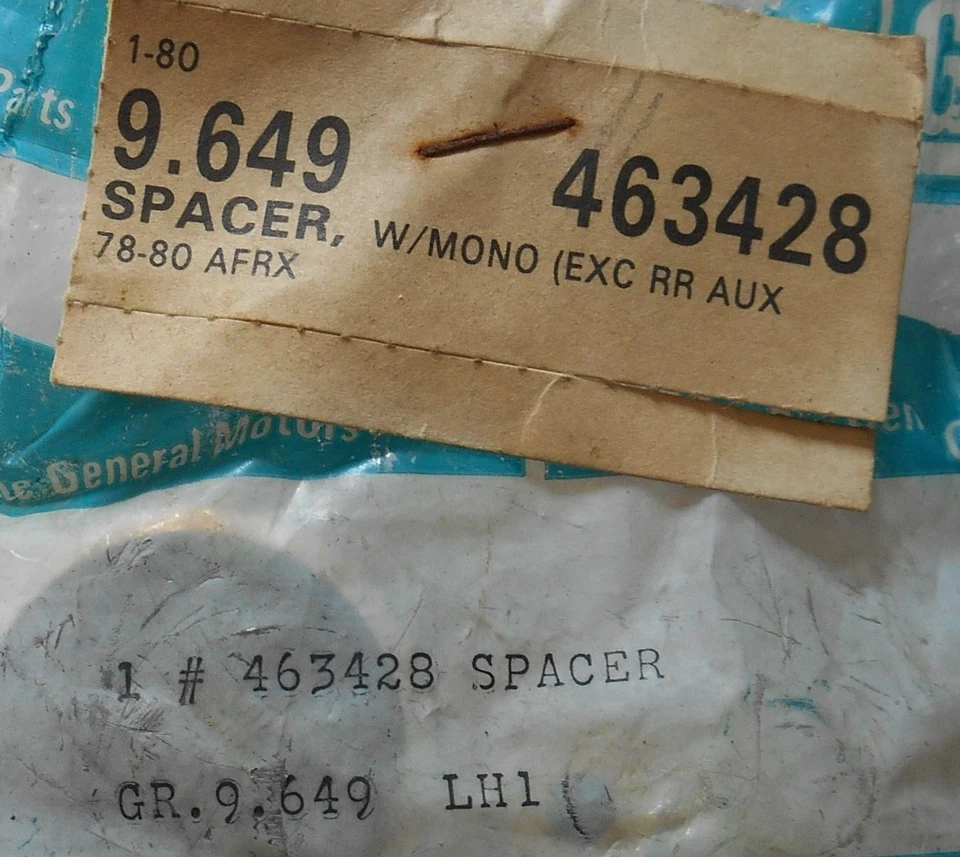 Parts
G
1-80
9.649 463428
SPACER, W/MONO (EXC RR AUX
78-80 AFRX
General Motors
1 # 463428 SPACER
GR.9.649 LH1